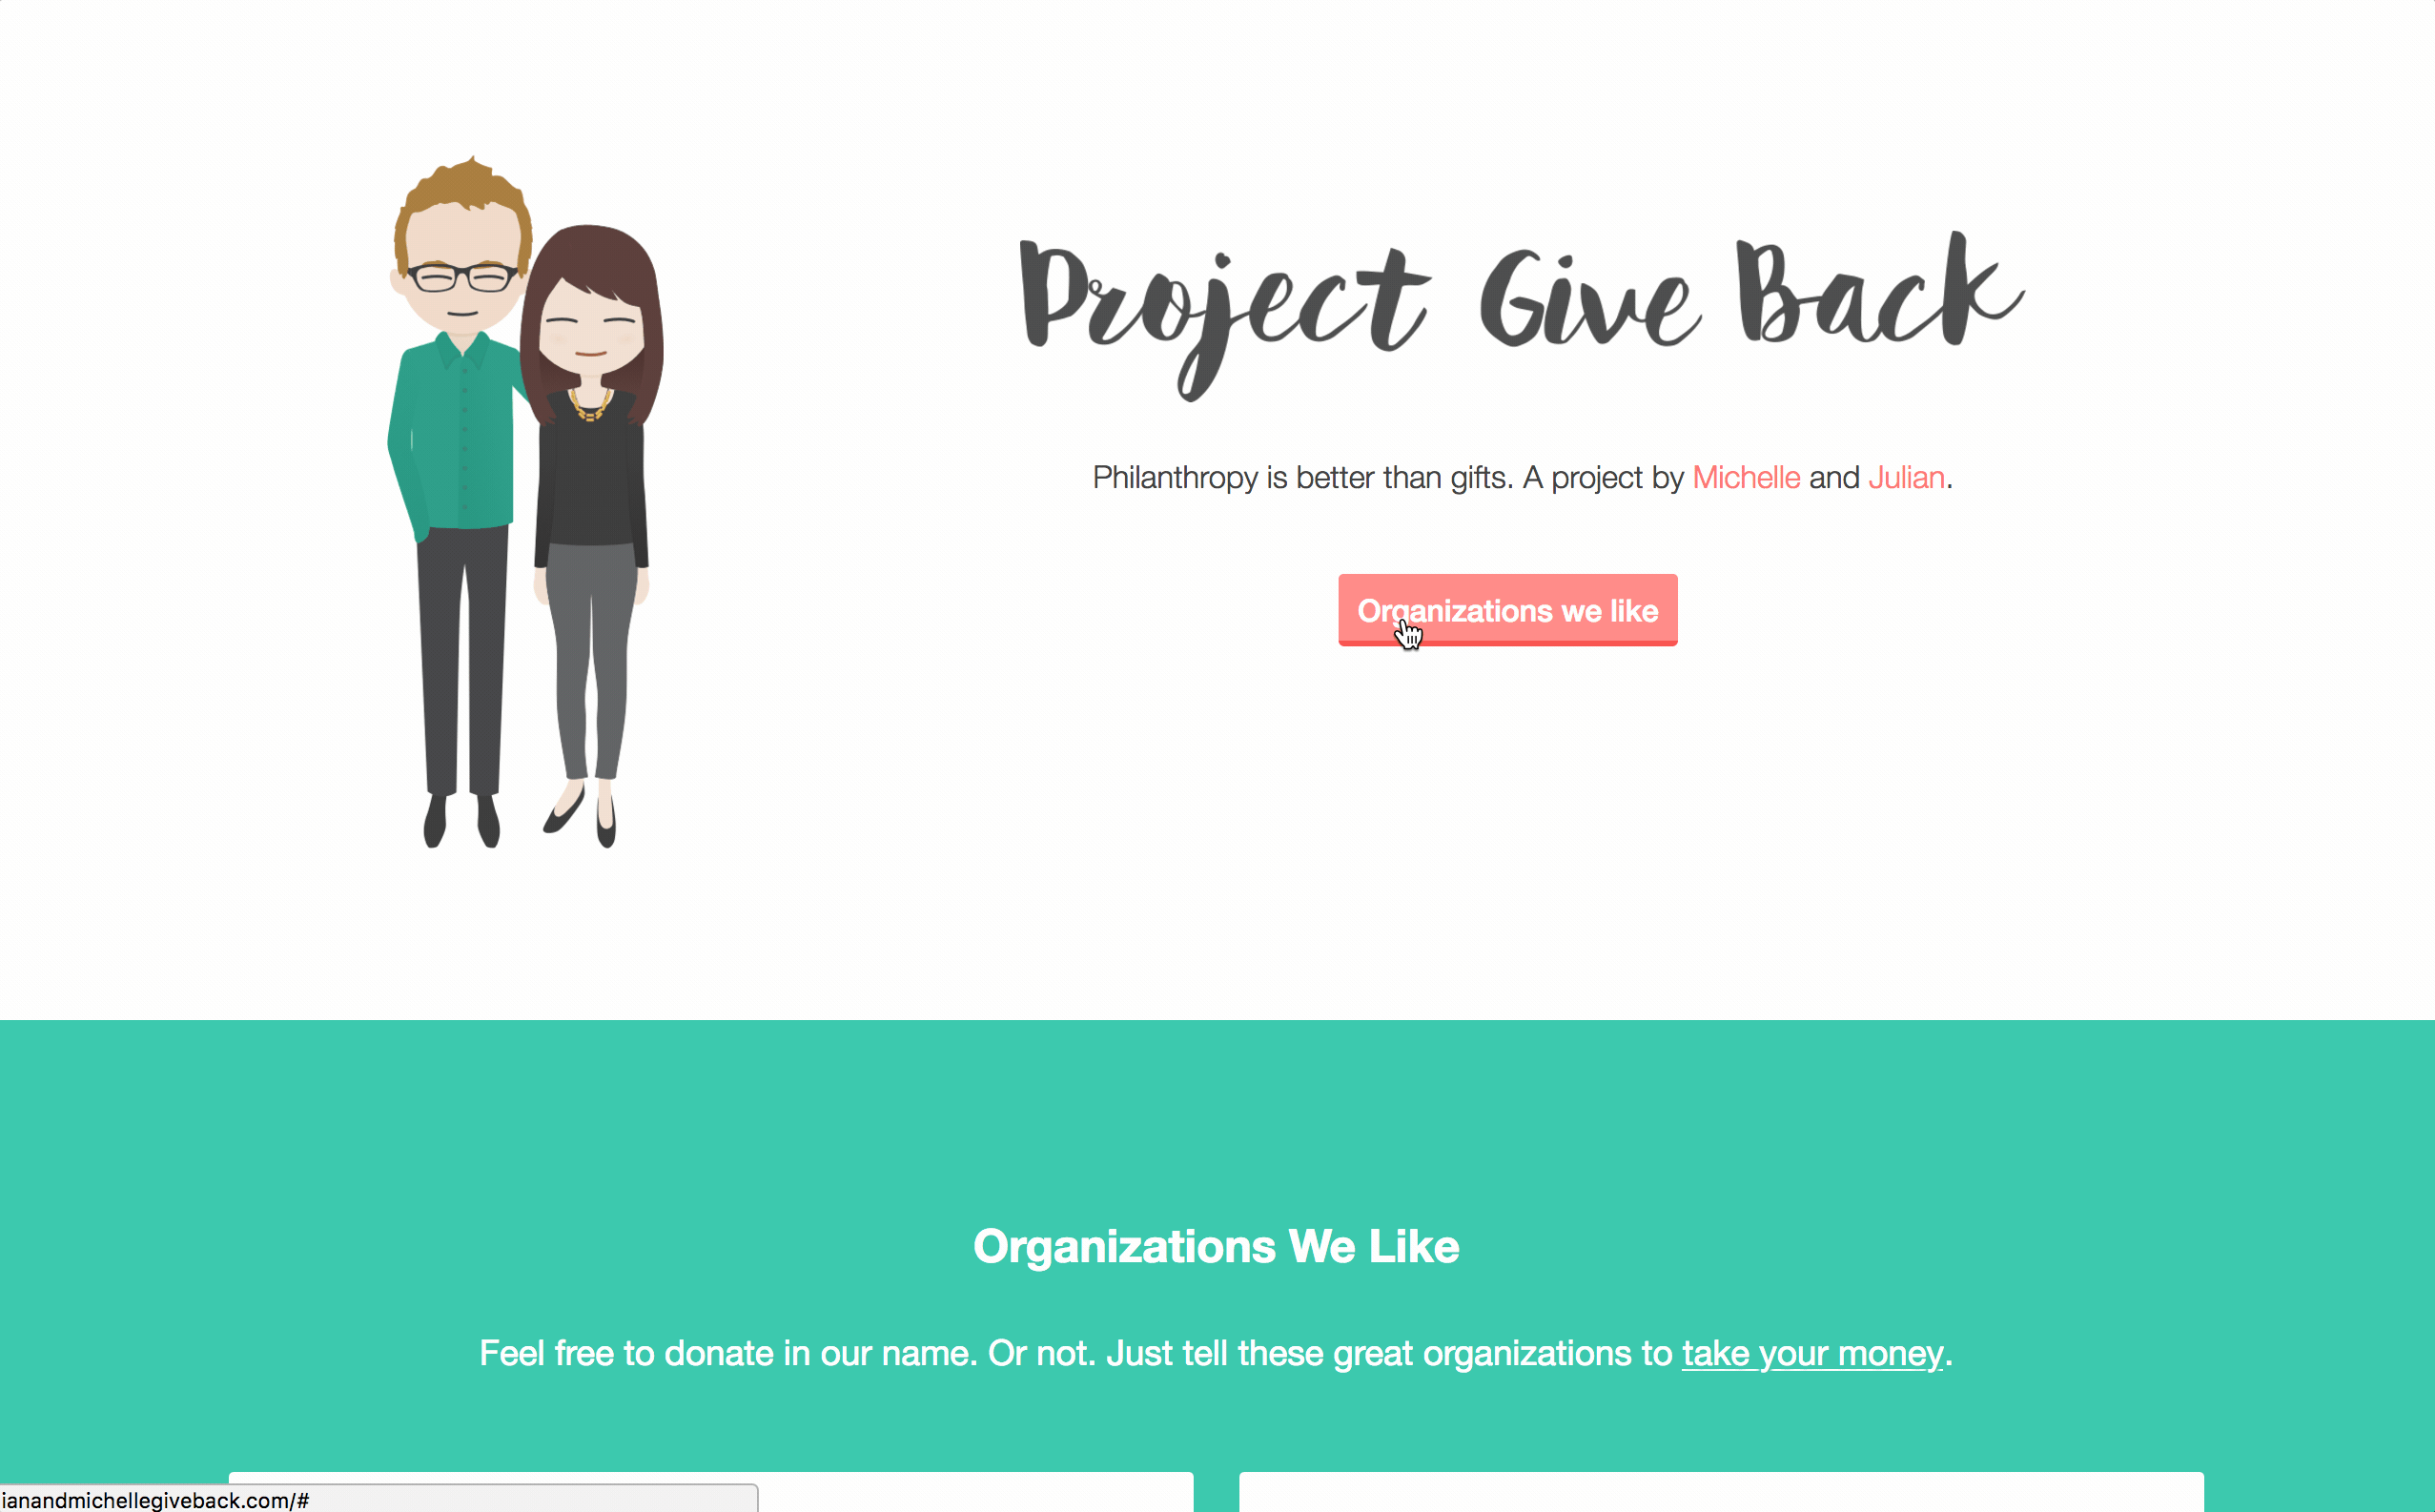 Project Give Back
Philanthropy is better than gifts. A project by Michelle and Julian.
Organizations we like
Organizations We Like
Feel free to donate in our name. Or not. Just tell these great organizations to take your money.
ianandmichellegiveback.com/#